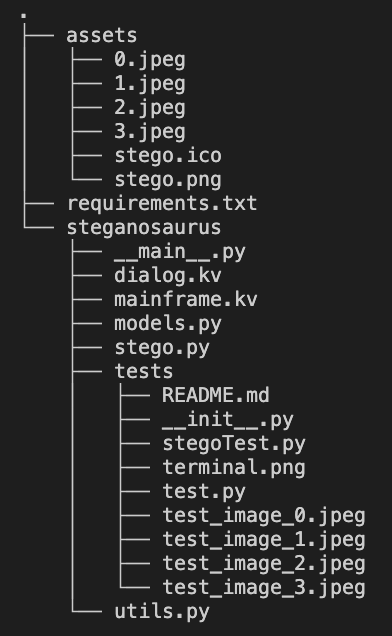 .
├── assets
│   ├── 0.jpeg
│   ├── 1.jpeg
│   ├── 2.jpeg
│   ├── 3.jpeg
│   ├── stego.ico
│   └── stego.png
├── requirements.txt
└── steganosaurus
    ├── __main__.py
    ├── dialog.kv
    ├── mainframe.kv
    ├── models.py
    ├── stego.py
    ├── tests
    │   ├── README.md
    │   ├── __init__.py
    │   ├── stegoTest.py
    │   ├── terminal.png
    │   ├── test.py
    │   ├── test_image_0.jpeg
    │   ├── test_image_1.jpeg
    │   ├── test_image_2.jpeg
    │   └── test_image_3.jpeg
    └── utils.py